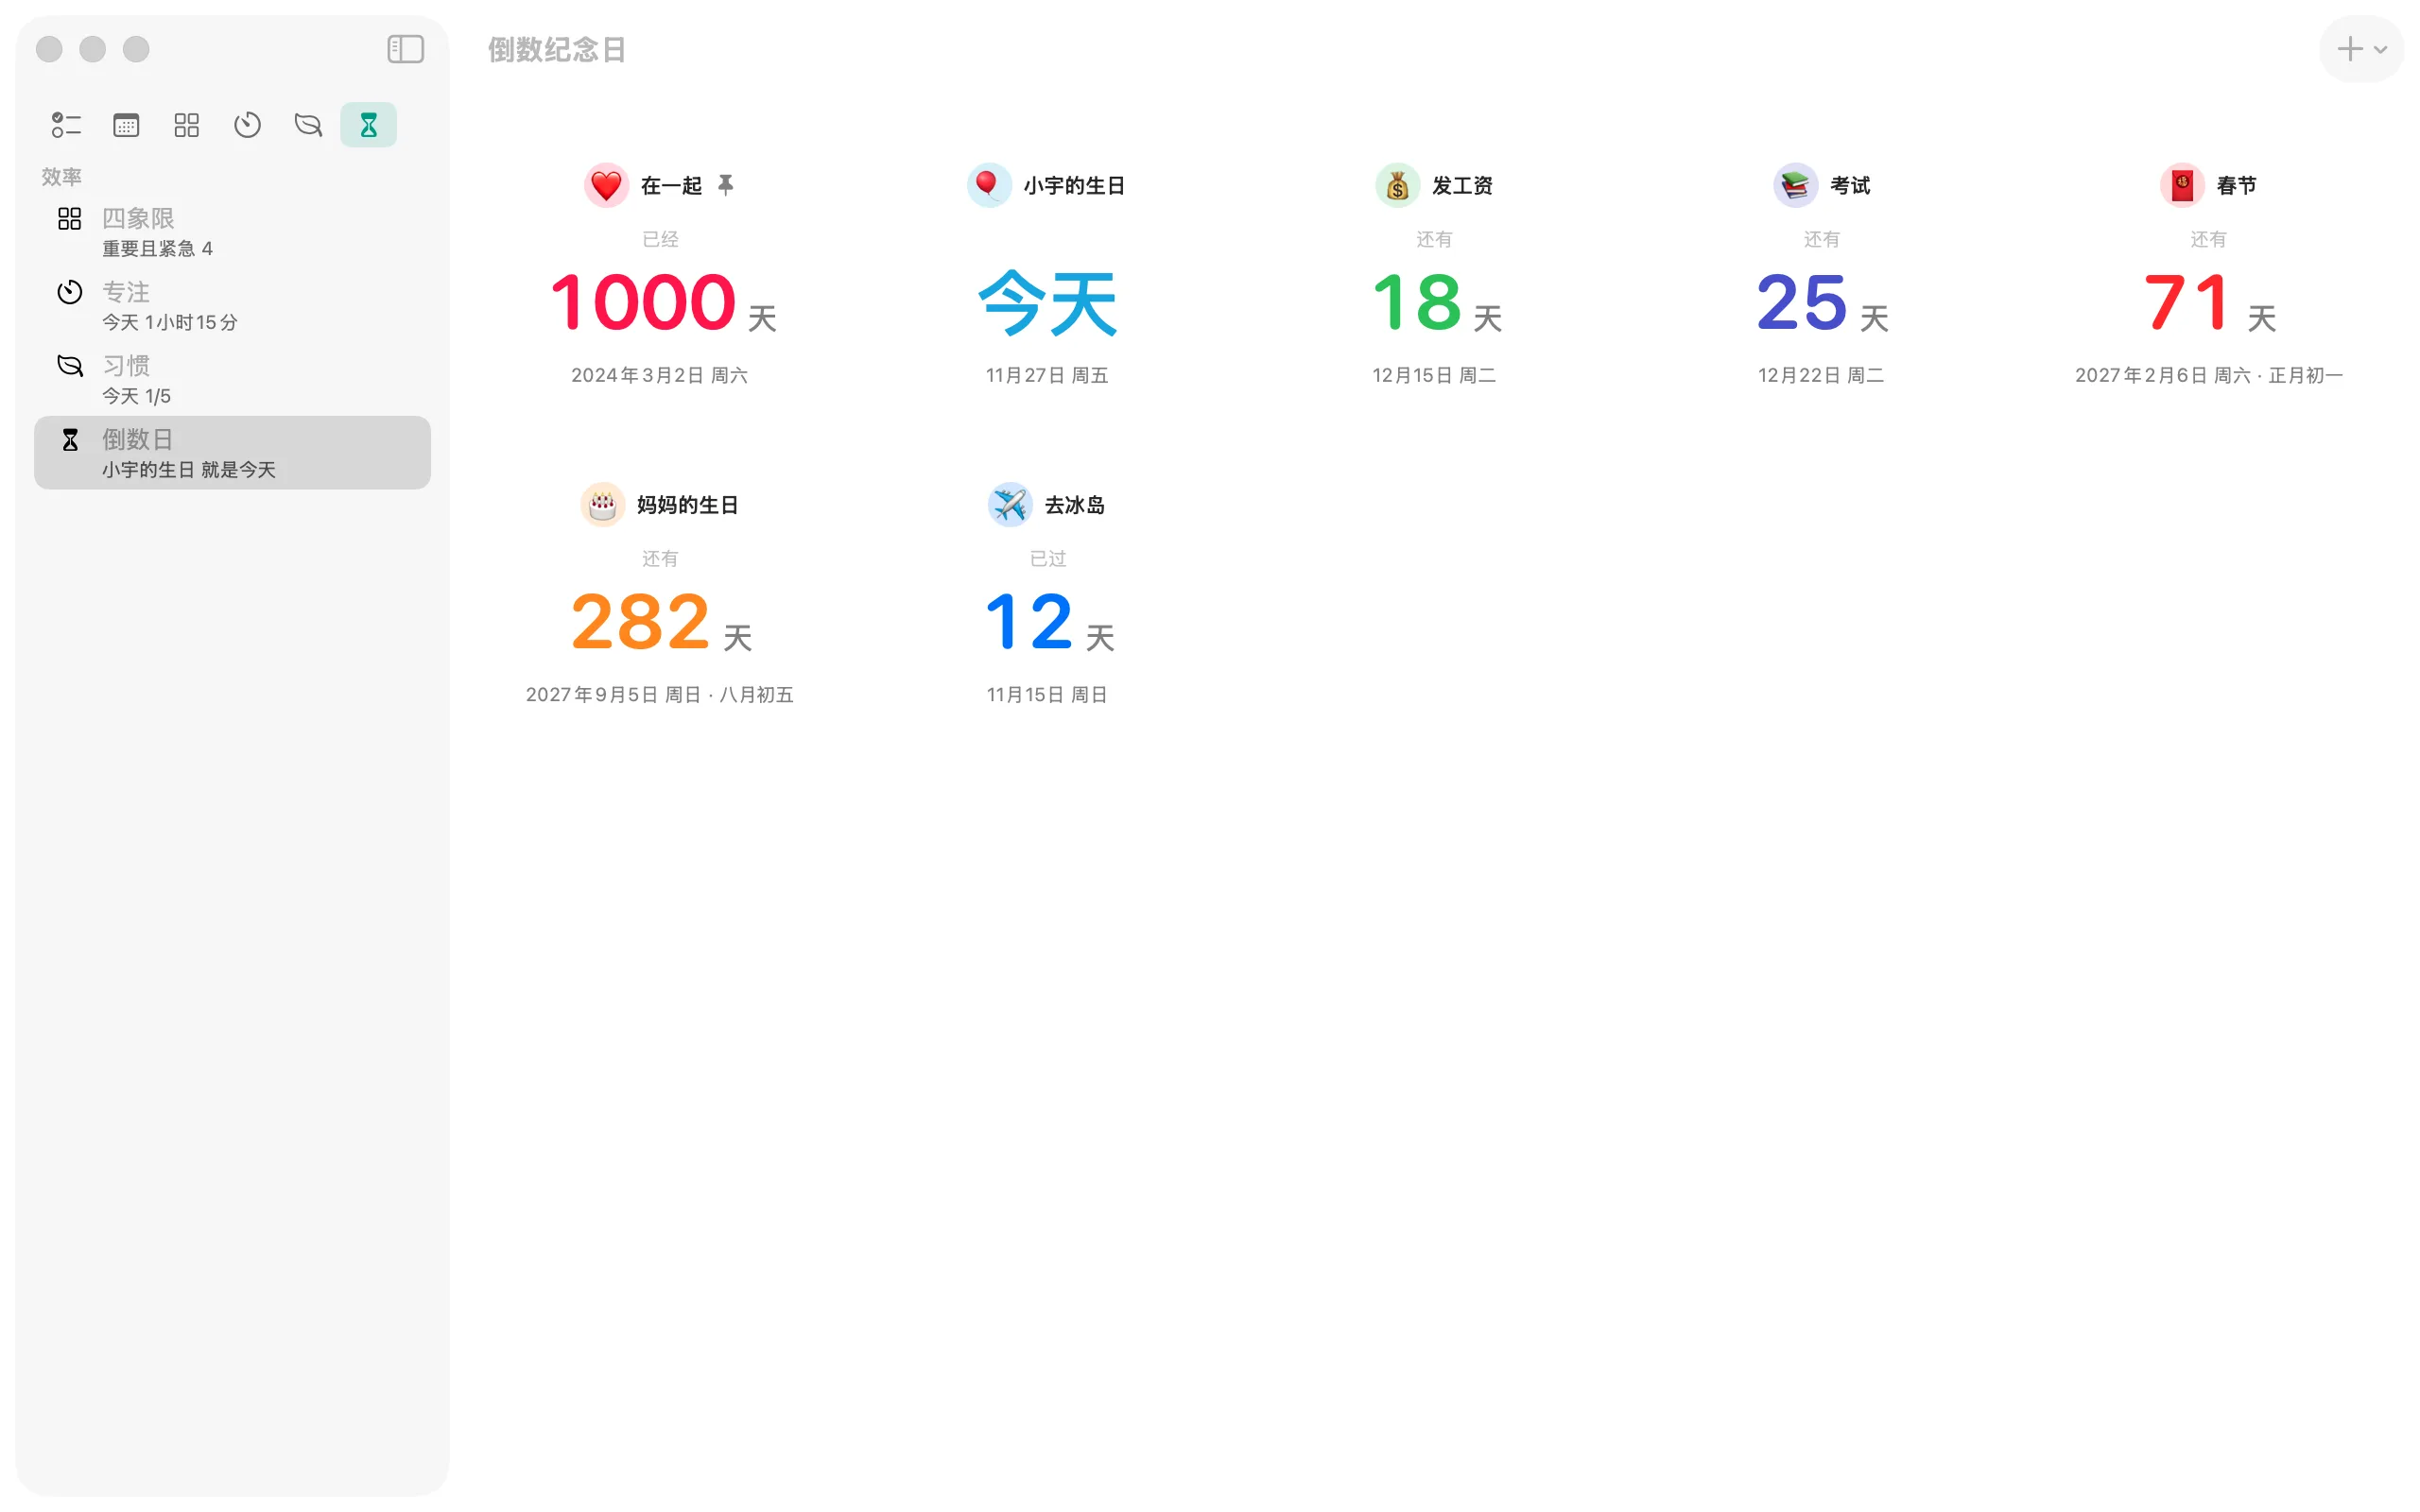 倒数纪念日
效率
四象限
重要且紧急 4
专注
今天 1小时15分
习惯
今天 1/5
倒数日
小宇的生日 就是今天
在一起
已经
1000 天
2024年3月2日 周六
小宇的生日
今天
11月27日 周五
发工资
还有
18 天
12月15日 周二
考试
还有
25 天
12月22日 周二
春节
还有
71 天
2027年2月6日 周六 · 正月初一
妈妈的生日
还有
282 天
2027年9月5日 周日 · 八月初五
去冰岛
已过
12 天
11月15日 周日